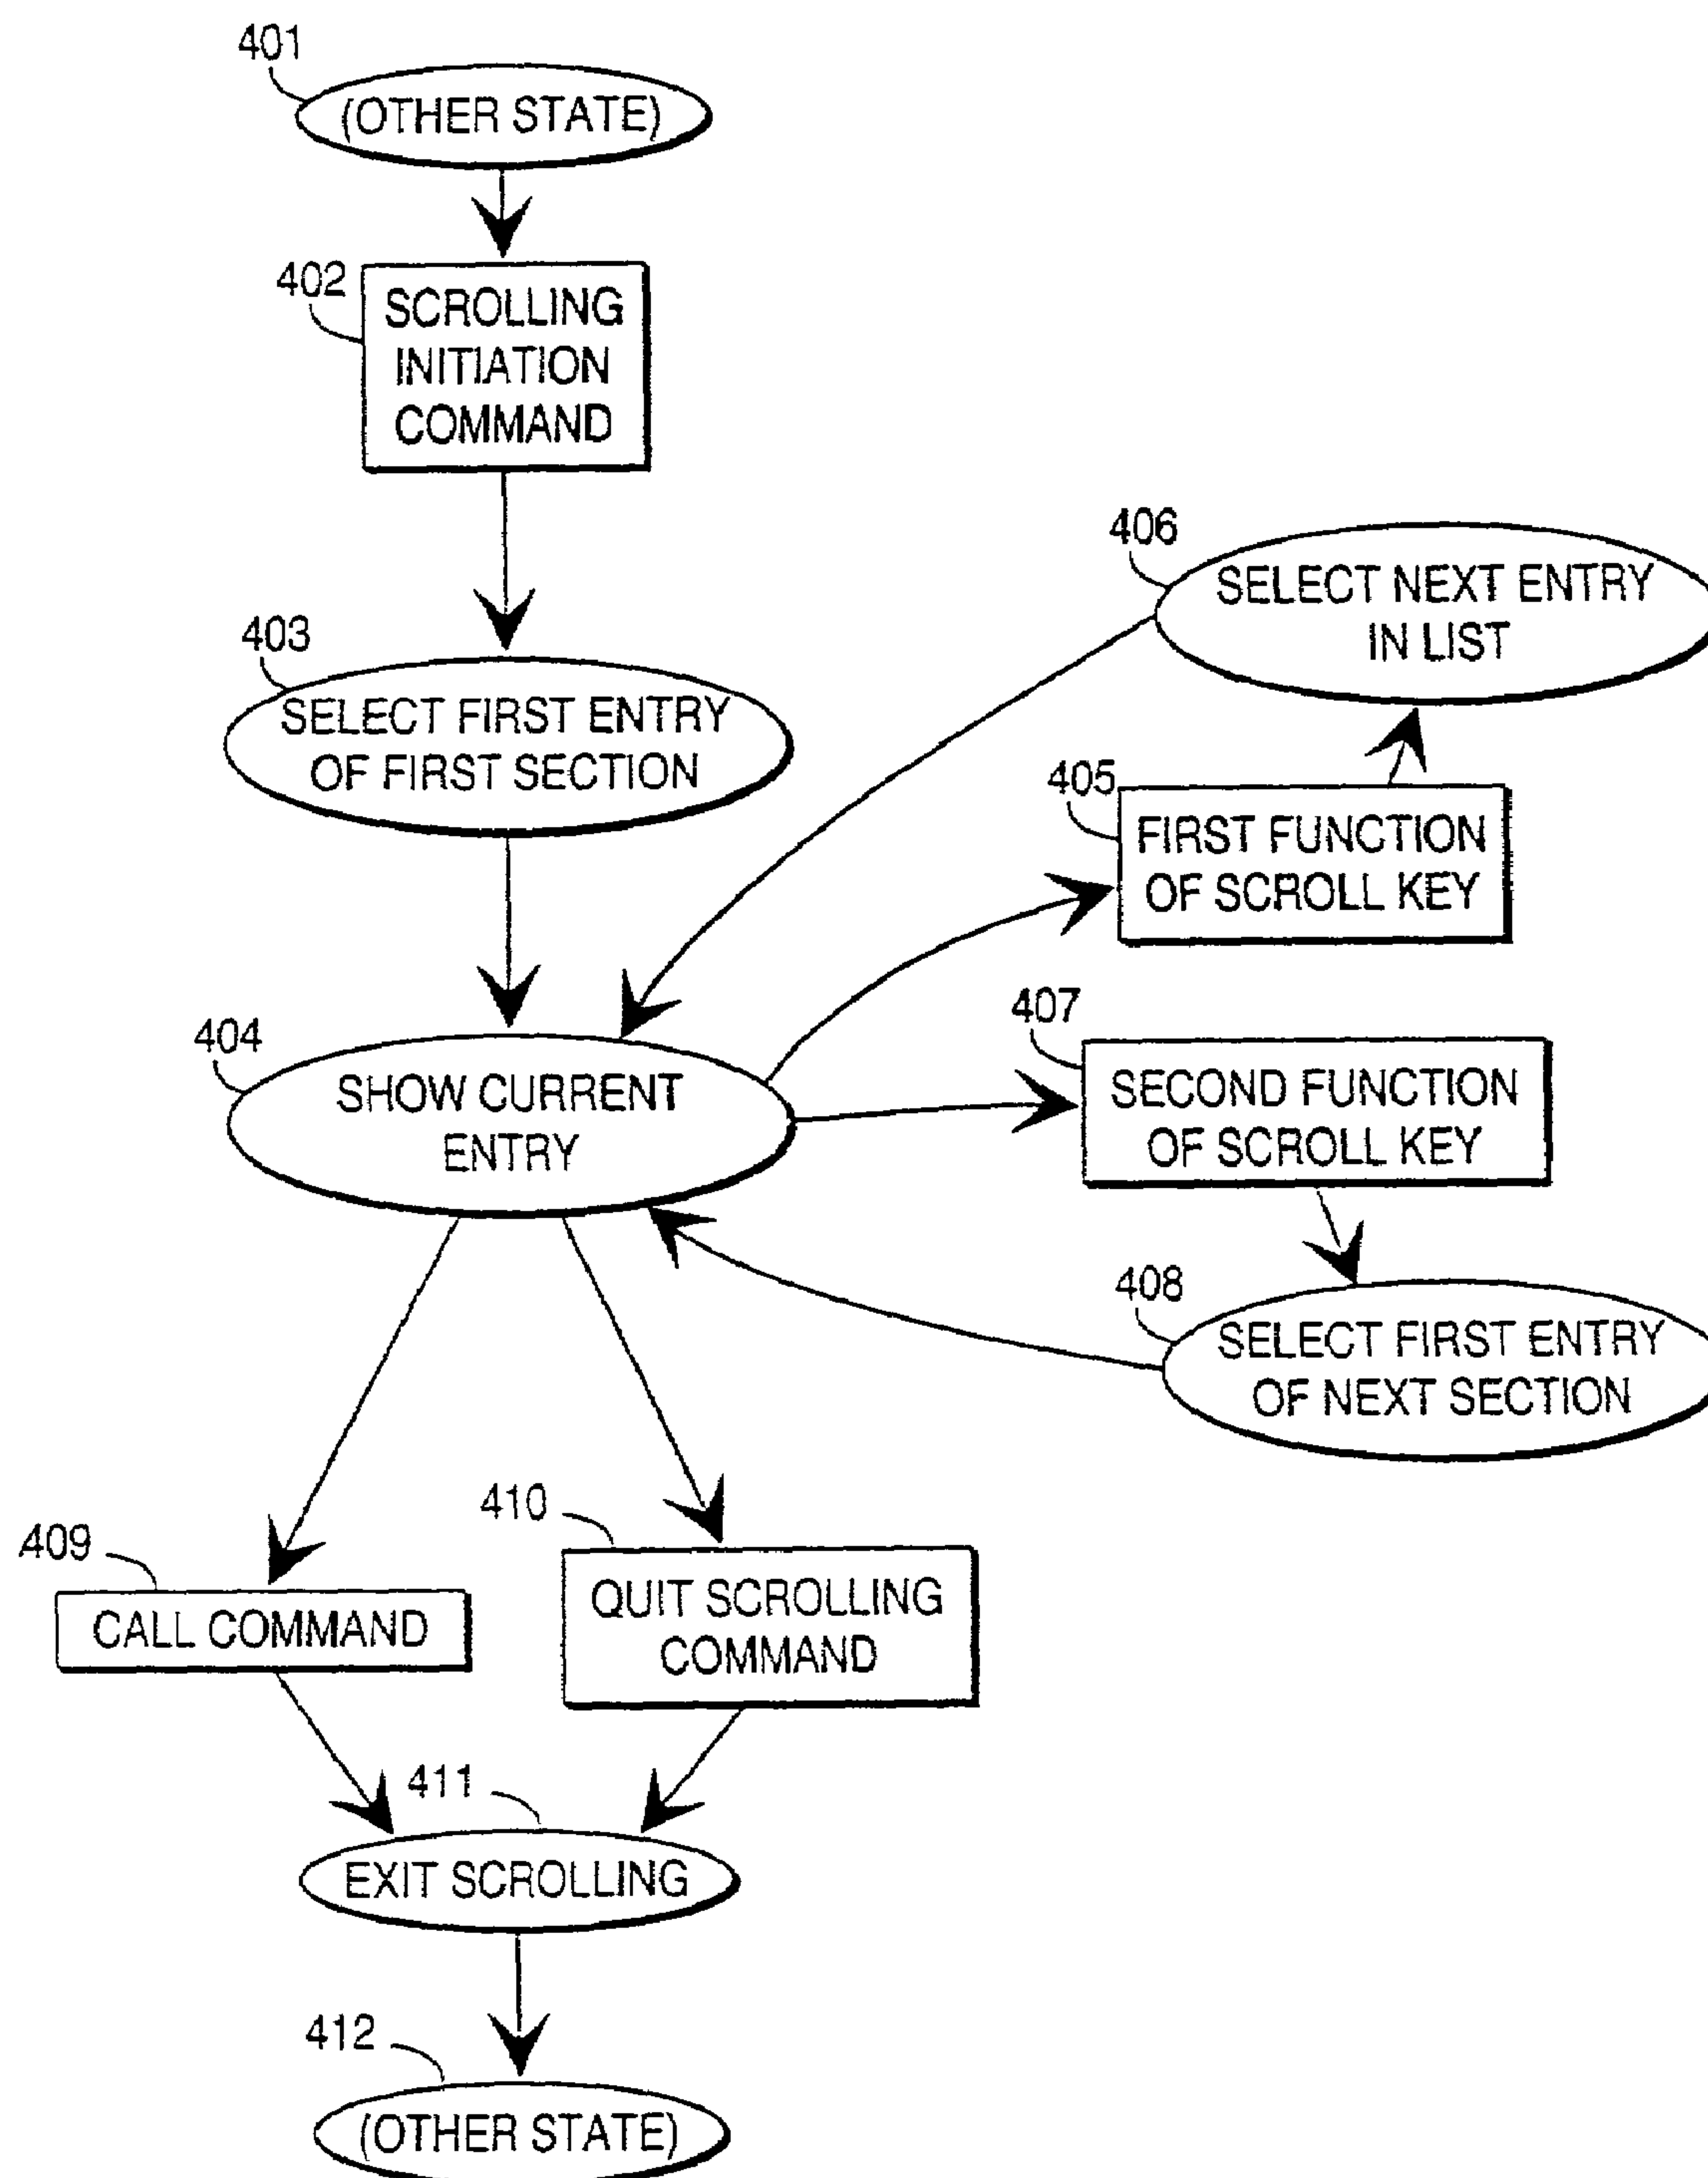 401
(OTHER STATE)
402
SCROLLING
INITIATION
COMMAND
406
SELECT NEXT ENTRY
IN LIST
403
SELECT FIRST ENTRY
OF FIRST SECTION
405
FIRST FUNCTION
OF SCROLL KEY
407
SECOND FUNCTION
OF SCROLL KEY
404
SHOW CURRENT
ENTRY
408
SELECT FIRST ENTRY
OF NEXT SECTION
409
CALL COMMAND
410
QUIT SCROLLING
COMMAND
411
EXIT SCROLLING
412
(OTHER STATE)